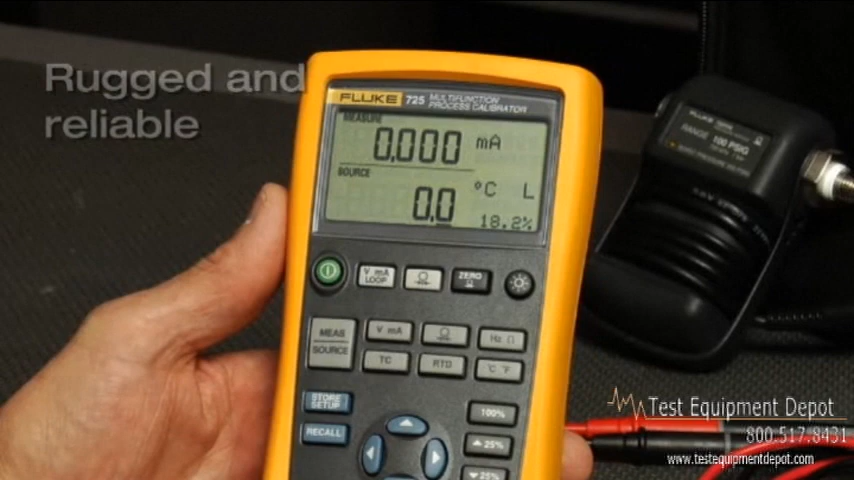 Rugged and
reliable
FLUKE 725 MULTIFUNCTION
PROCESS CALIBRATOR
MEASURE
0.000 mA
SOURCE
0.0 °C L
18.2%
V mA
LOOP
ZERO
MEAS
SOURCE
V mA
Hz Ω
TC
RTD
°C °F
STORE
SETUP
RECALL
100%
▲ 25%
▼ 25%
FLUKE
RANGE 100 PSIG
Test Equipment Depot
800.517.8431
www.testequipmentdepot.com